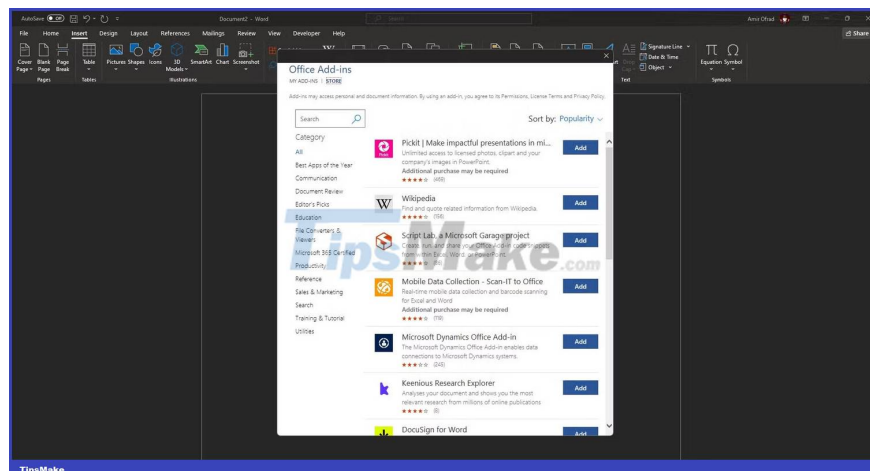 AutoSave Off Document2 - Word Search Amir Ofrad
File Home Insert Design Layout References Mailings Review View Developer Help Share
Cover Page Blank Page Page Break Table Pictures Shapes Icons 3D Models SmartArt Chart Screenshot Signature Line Date & Time Object Equation Symbol
Pages Tables Illustrations Text Symbols
Office Add-ins
MY ADD-INS | STORE
Add-ins may access personal and document information. By using an add-in, you agree to its Permissions, License Terms and Privacy Policy.
Search
Sort by: Popularity
Category
All
Best Apps of the Year
Communication
Document Review
Editor's Picks
Education
File Converters &
Viewers
Microsoft 365 Certified
Productivity
Reference
Sales & Marketing
Search
Training & Tutorial
Utilities
Pickit | Make impactful presentations in mi...
Unlimited access to licensed photos, clipart and your
company's images in PowerPoint.
Additional purchase may be required
Add
Wikipedia
Find and quote related information from Wikipedia.
(158)
Add
Script Lab, a Microsoft Garage project
Create, run, and share your Office Add-in code snippets
from within Excel, Word, or PowerPoint.
Add
Mobile Data Collection - Scan-IT to Office
Real-time mobile data collection and barcode scanning
for Excel and Word
Additional purchase may be required
Add
Microsoft Dynamics Office Add-in
The Microsoft Dynamics Office Add-in enables data
connections to Microsoft Dynamics systems.
(245)
Add
Keenious Research Explorer
Analyses your document and shows you the most
relevant research from millions of online publications
Add
DocuSign for Word
Add
TipsMake.com
TipsMake